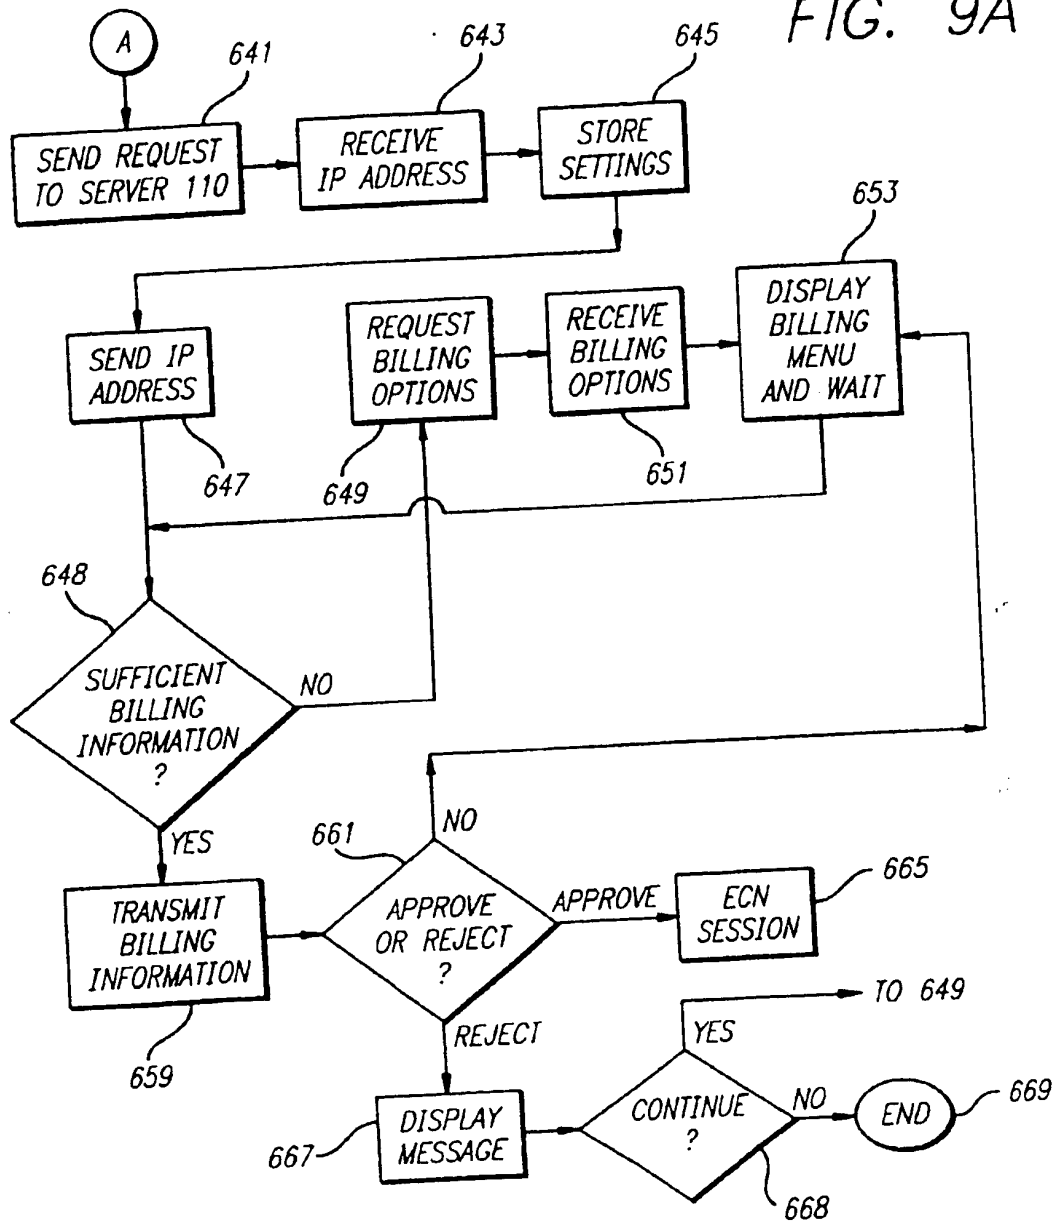 FIG. 9A
A
641
643
645
SEND REQUEST
TO SERVER 110
RECEIVE
IP ADDRESS
STORE
SETTINGS
653
SEND IP
ADDRESS
REQUEST
BILLING
OPTIONS
RECEIVE
BILLING
OPTIONS
DISPLAY
BILLING
MENU
AND WAIT
647
649
651
648
SUFFICIENT
BILLING
INFORMATION
?
NO
YES
661
NO
TRANSMIT
BILLING
INFORMATION
APPROVE
OR REJECT
?
APPROVE
ECN
SESSION
665
659
REJECT
YES
TO 649
667
DISPLAY
MESSAGE
CONTINUE
?
NO
END
669
668